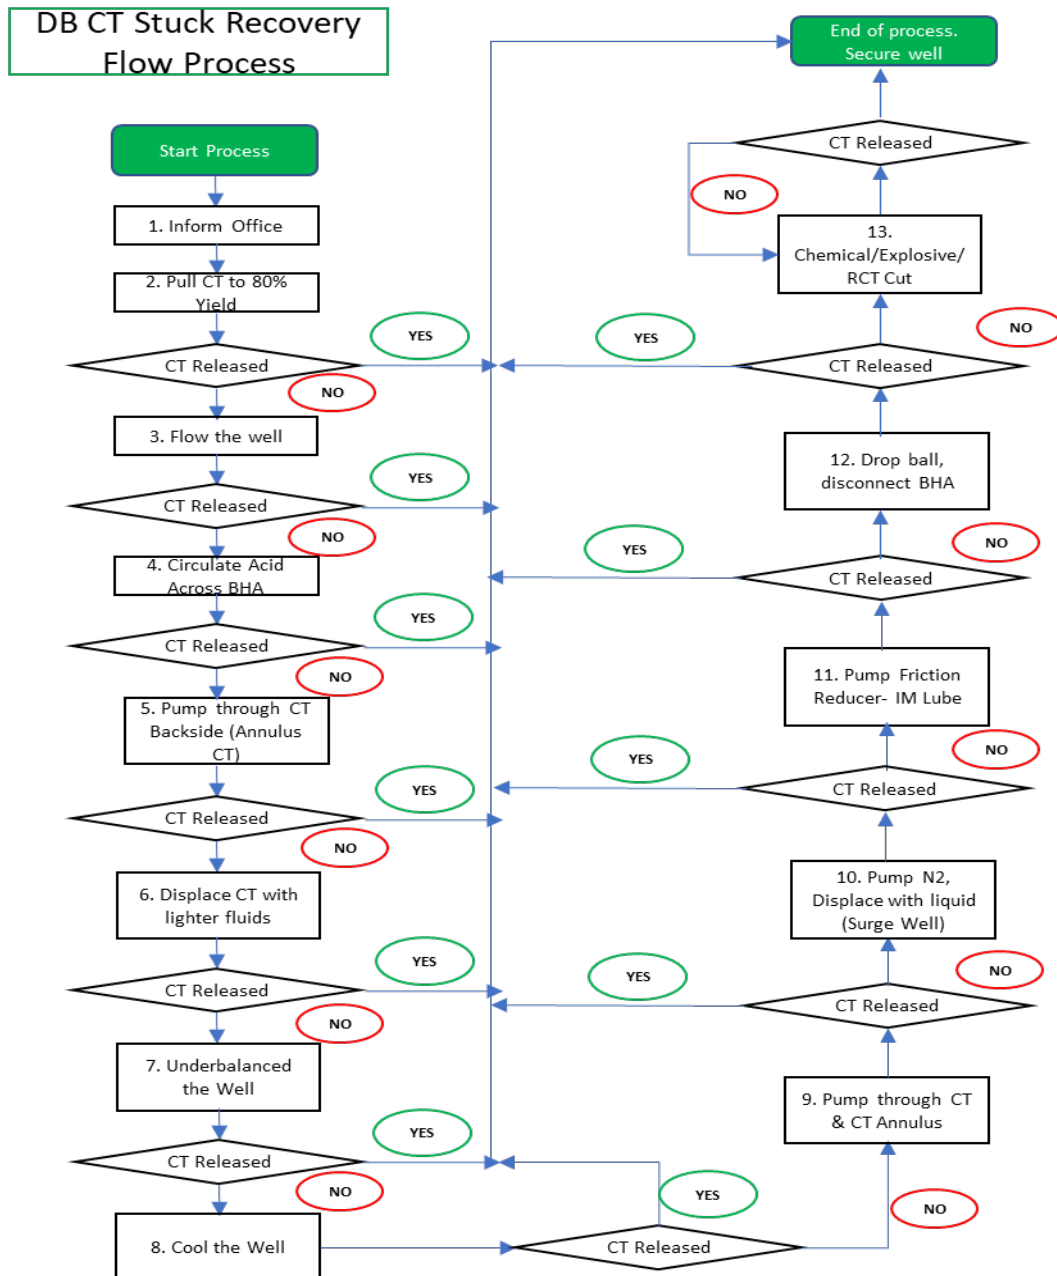 DB CT Stuck Recovery
Flow Process
Start Process
1. Inform Office
2. Pull CT to 80%
Yield
CT Released
YES
NO
3. Flow the well
CT Released
YES
NO
4. Circulate Acid
Across BHA
CT Released
YES
NO
5. Pump through CT
Backside (Annulus
CT)
CT Released
YES
NO
6. Displace CT with
lighter fluids
CT Released
YES
NO
7. Underbalanced
the Well
CT Released
YES
NO
8. Cool the Well
CT Released
YES
NO
9. Pump through CT
& CT Annulus
CT Released
YES
NO
10. Pump N2,
Displace with liquid
(Surge Well)
CT Released
YES
NO
11. Pump Friction
Reducer- IM Lube
CT Released
YES
NO
12. Drop ball,
disconnect BHA
CT Released
YES
NO
13.
Chemical/Explosive/
RCT Cut
CT Released
NO
End of process.
Secure well